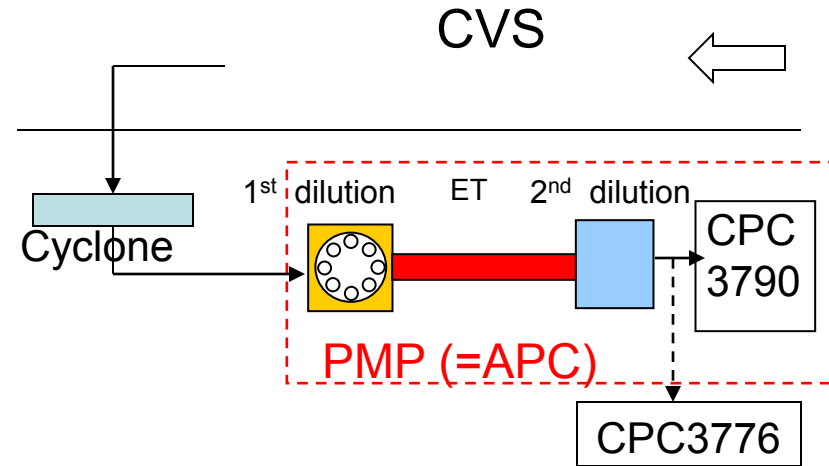 CVS
1st dilution ET 2nd dilution
Cyclone
CPC
3790
PMP (=APC)
CPC3776